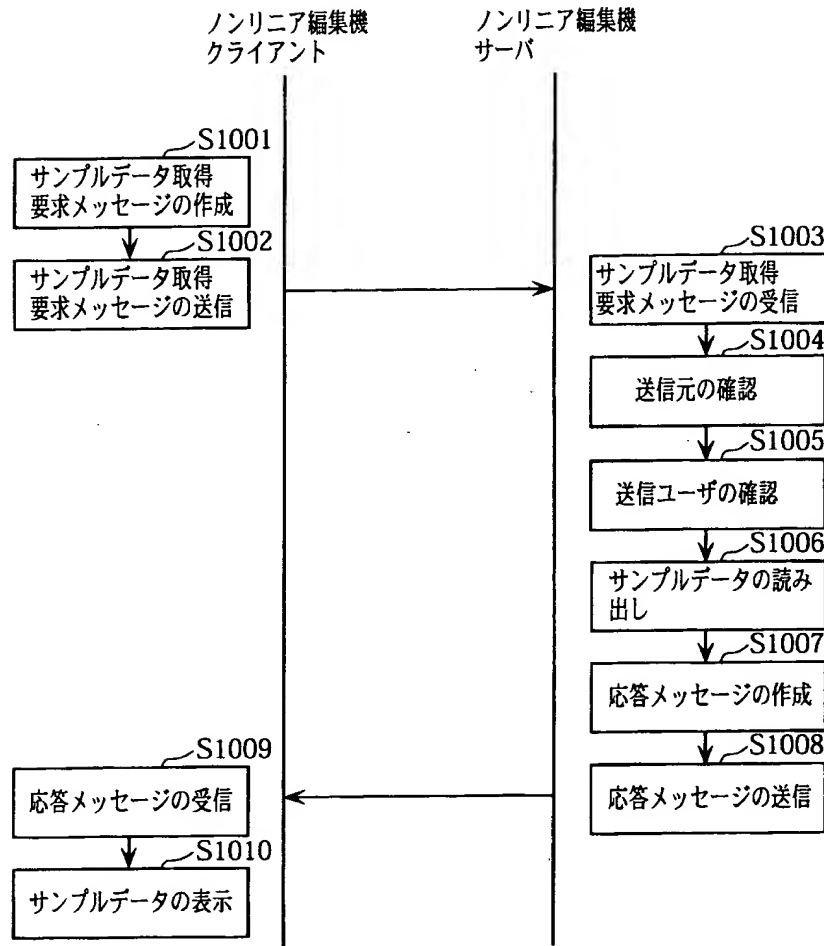 ノンリニア編集機
クライアント
ノンリニア編集機
サーバ
S1001
サンプルデータ取得
要求メッセージの作成
S1002
サンプルデータ取得
要求メッセージの送信
S1003
サンプルデータ取得
要求メッセージの受信
S1004
送信元の確認
S1005
送信ユーザの確認
S1006
サンプルデータの読み
出し
S1007
応答メッセージの作成
S1008
応答メッセージの送信
S1009
応答メッセージの受信
S1010
サンプルデータの表示